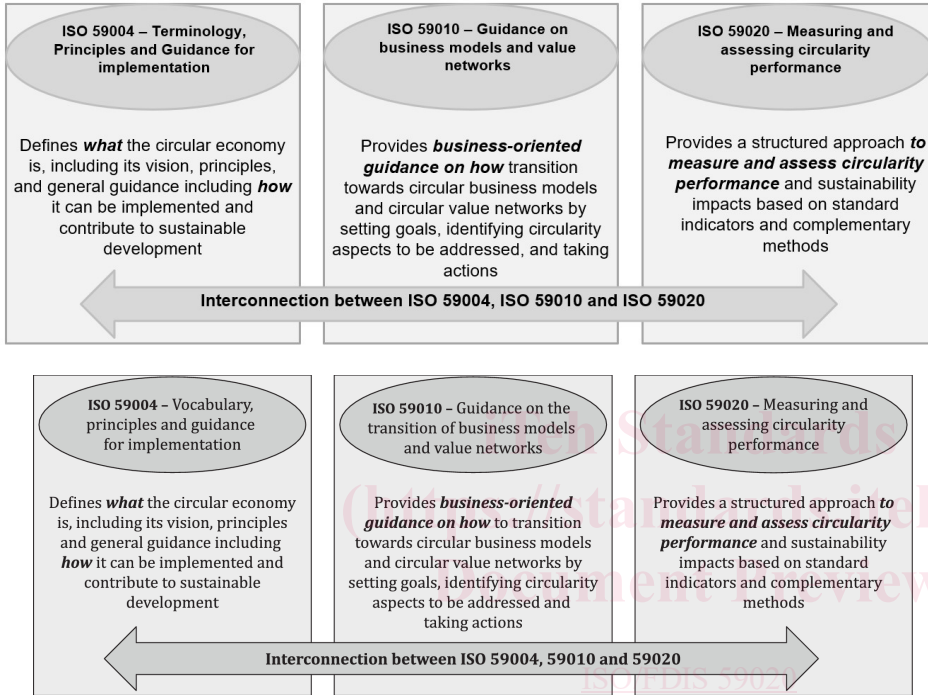 ISO 59004 – Terminology,
Principles and Guidance for
implementation
Defines what the circular economy
is, including its vision, principles,
and general guidance including how
it can be implemented and
contribute to sustainable
development
ISO 59010 – Guidance on
business models and value
networks
Provides business-oriented
guidance on how transition
towards circular business models
and circular value networks by
setting goals, identifying circularity
aspects to be addressed, and taking
actions
ISO 59020 – Measuring and
assessing circularity
performance
Provides a structured approach to
measure and assess circularity
performance and sustainability
impacts based on standard
indicators and complementary
methods
Interconnection between ISO 59004, ISO 59010 and ISO 59020
ISO 59004 – Vocabulary,
principles and guidance
for implementation
Defines what the circular economy
is, including its vision, principles
and general guidance including
how it can be implemented and
contribute to sustainable
development
ISO 59010 – Guidance on the
transition of business models
and value networks
Provides business-oriented
guidance on how to transition
towards circular business models
and circular value networks by
setting goals, identifying circularity
aspects to be addressed and
taking actions
ISO 59020 – Measuring and
assessing circularity
performance
Provides a structured approach to
measure and assess circularity
performance and sustainability
impacts based on standard
indicators and complementary
methods
Interconnection between ISO 59004, 59010 and 59020
iTeh Standards
(https://standards.iteh
Document Preview
ISO/FDIS 59020